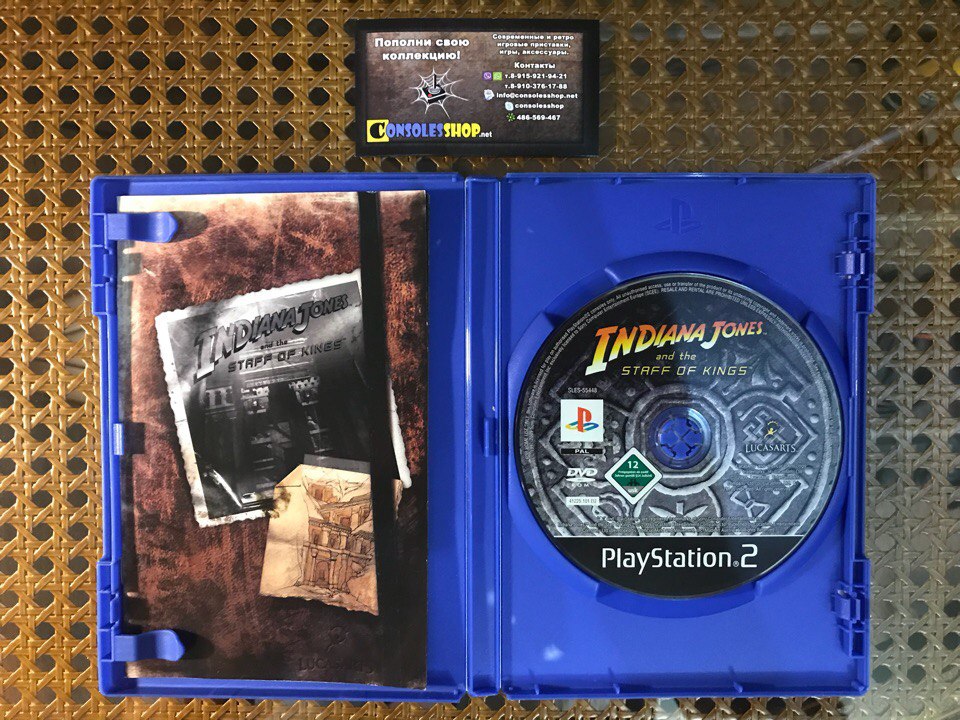 Пополни свою
коллекцию!
Современные и ретро
игровые приставки,
игры, аксессуары.
Контакты
т.8-915-921-94-21
т.8-910-376-17-88
info@consolesshop.net
consolesshop
486-569-467
CONSOLESSHOP.net
INDIANA JONES
and the
STAFF OF KINGS
LUCASARTS
INDIANA JONES
and the
STAFF OF KINGS™
SLES-55448
PAL
DVD
ROM
12
LUCASARTS
PlayStation®2